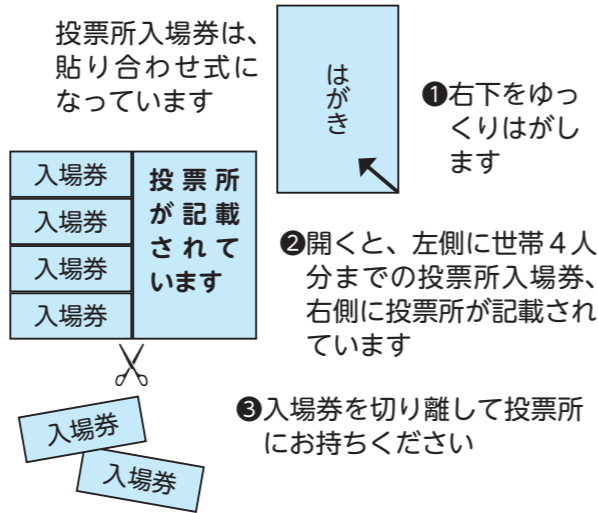 投票所入場券は、
貼り合わせ式に
なっています
はがき
❶右下をゆっ
くりはがし
ます
入場券
入場券
入場券
入場券
投票所
が記載
されて
います
❷開くと、左側に世帯４人
分までの投票所入場券、
右側に投票所が記載され
ています
❸入場券を切り離して投票所
にお持ちください
入場券
入場券